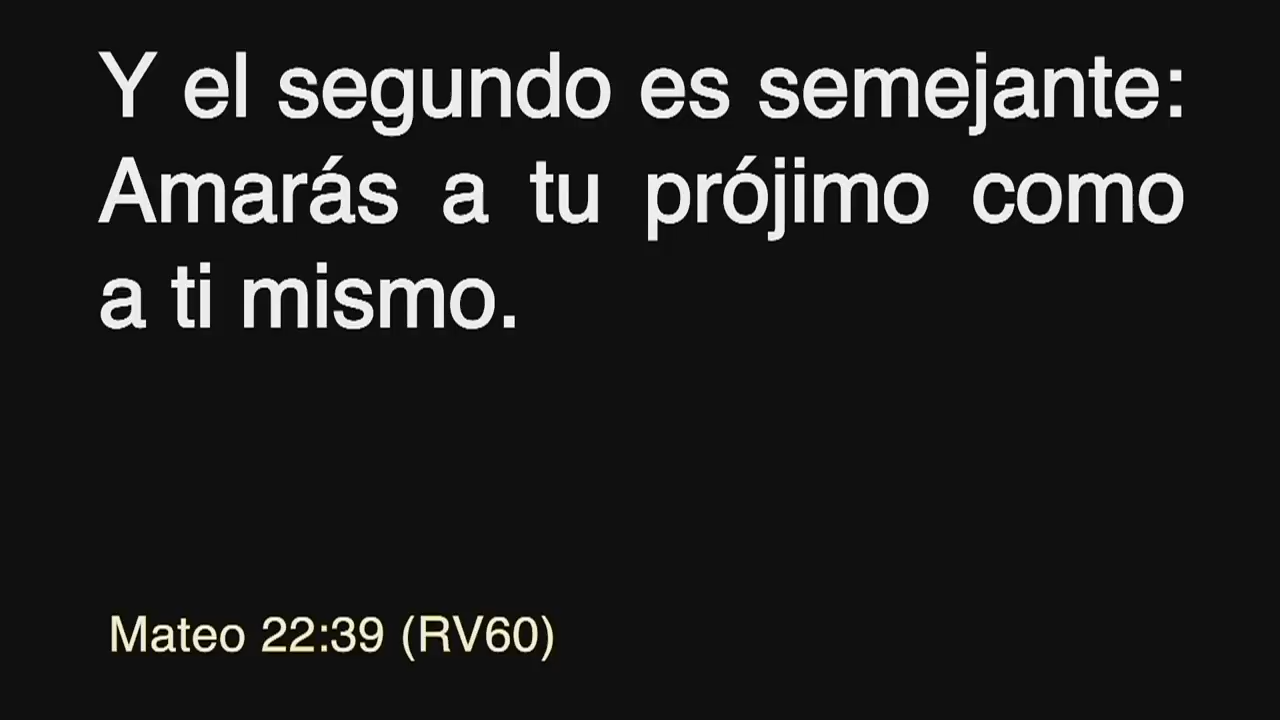 Y el segundo es semejante:
Amarás a tu prójimo como
a ti mismo.
Mateo 22:39 (RV60)